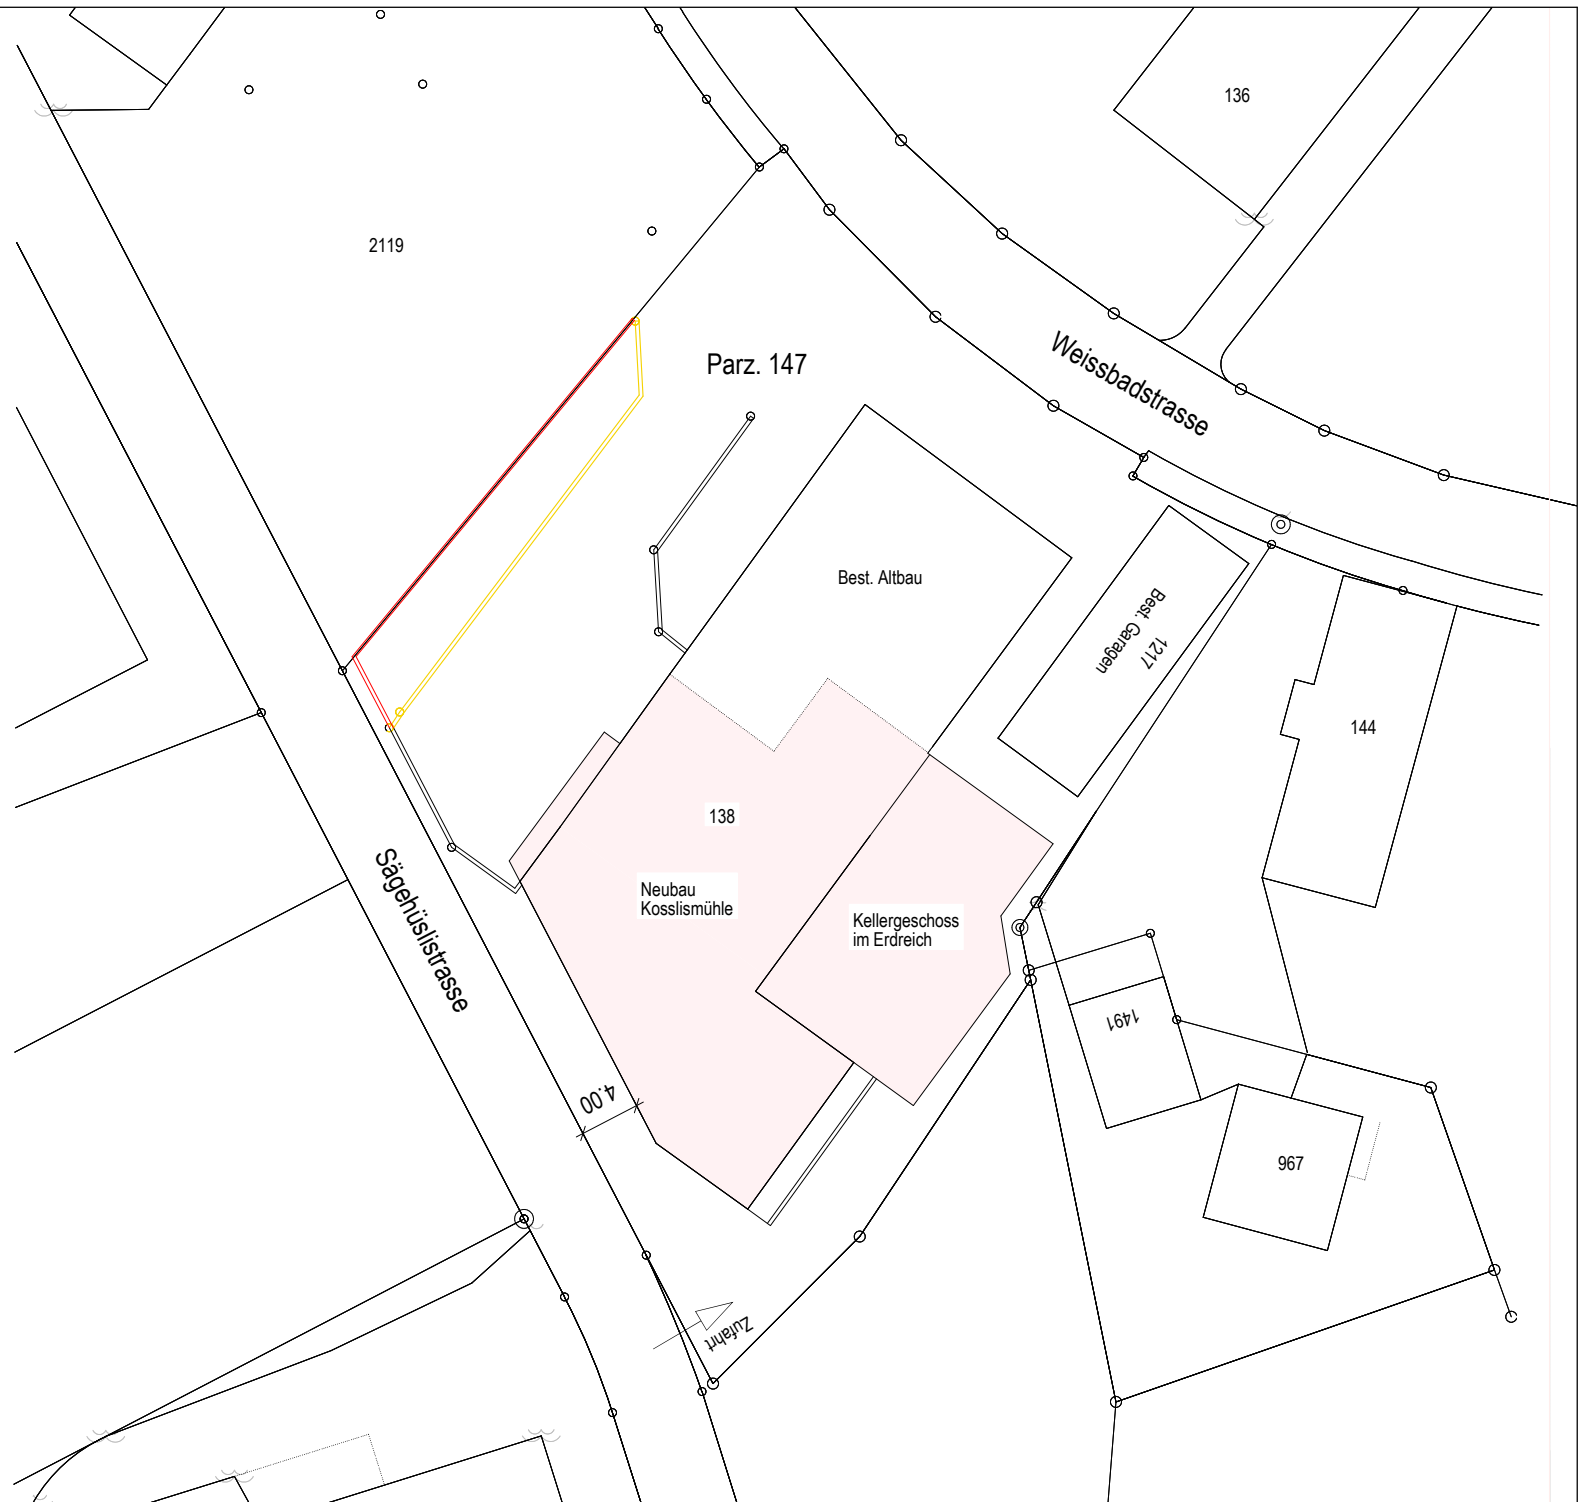 136
2119
Weissbadstrasse
Parz. 147
Best. Altbau
Best. Garagen
1217
144
138
Neubau
Kosslismühle
Kellergeschoss
im Erdreich
Sägehüslistrasse
1491
4.00
967
Zufahrt